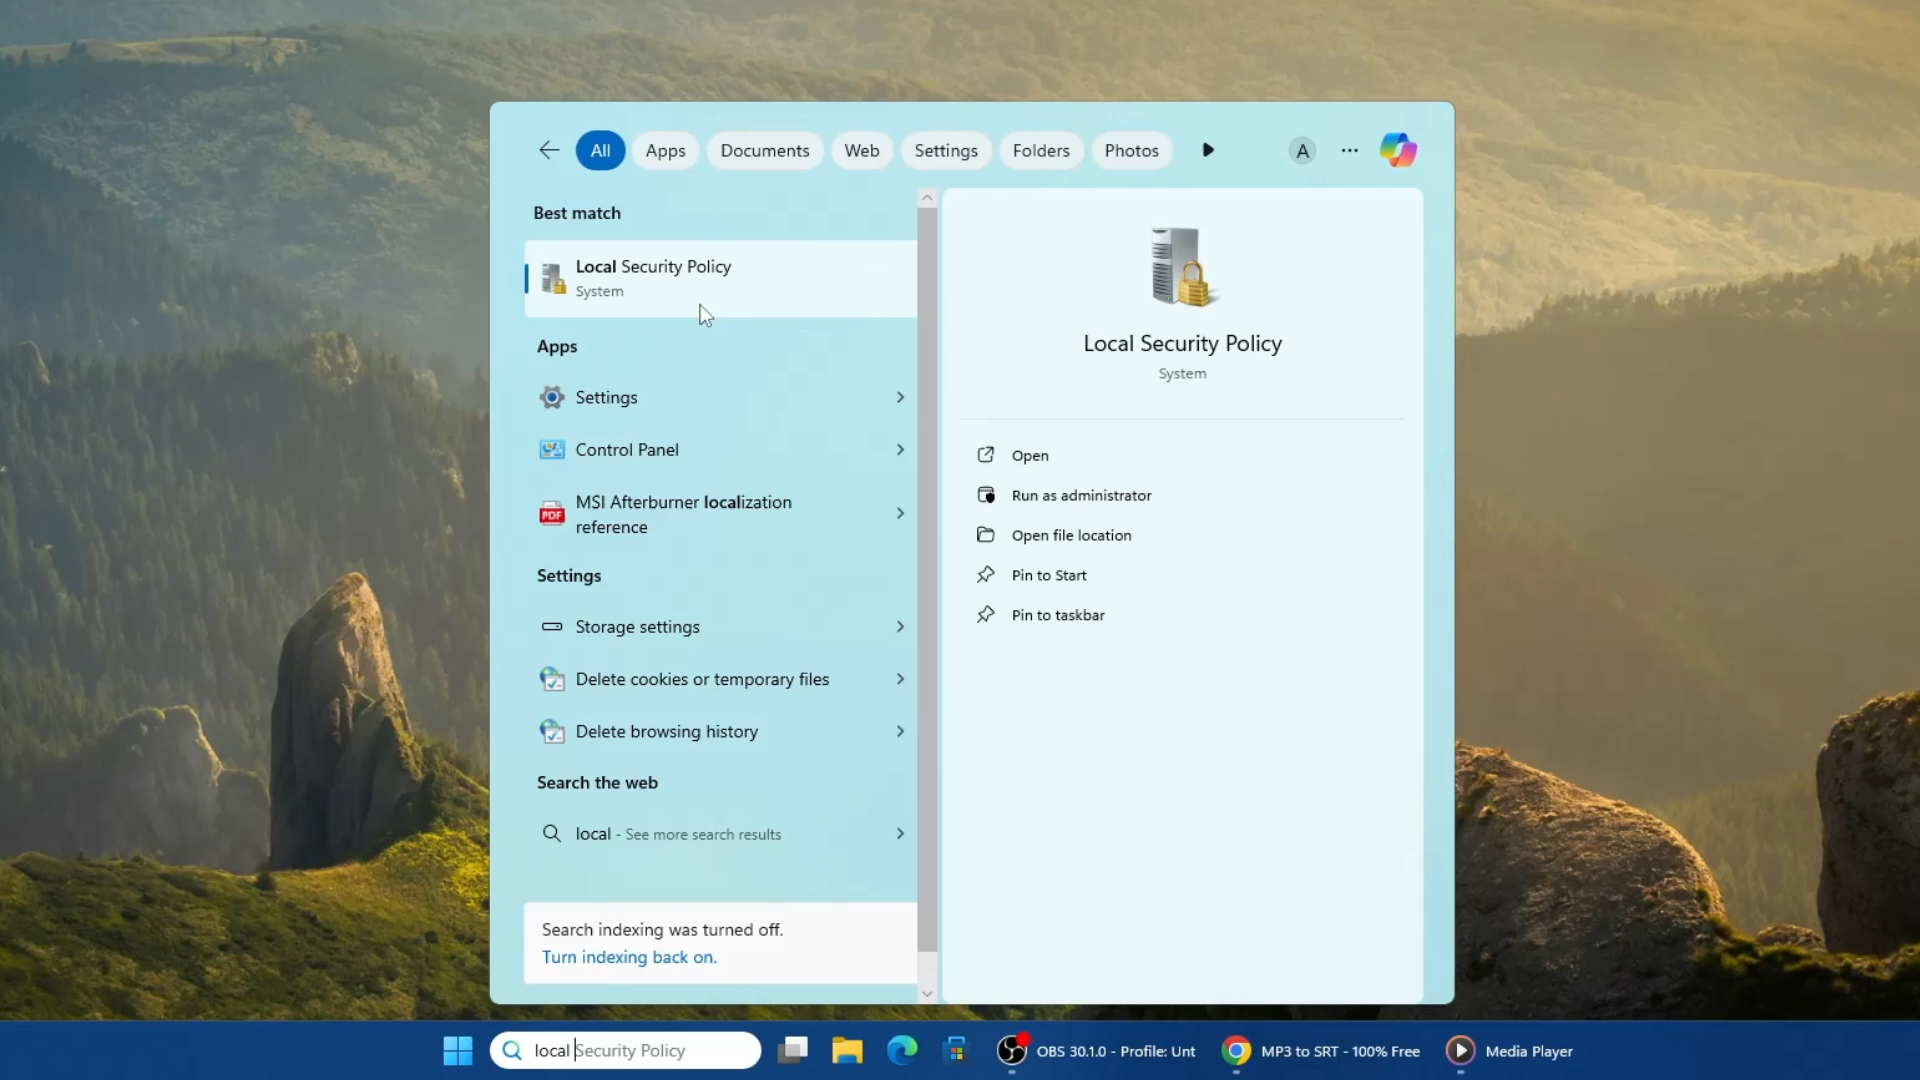 All
Apps
Documents
Web
Settings
Folders
Photos
A
Best match
Local Security Policy
System
Apps
Settings
Control Panel
MSI Afterburner localization
reference
PDF
Settings
Storage settings
Delete cookies or temporary files
Delete browsing history
Search the web
local - See more search results
Search indexing was turned off.
Turn indexing back on.
Local Security Policy
System
Open
Run as administrator
Open file location
Pin to Start
Pin to taskbar
local Security Policy
OBS 30.1.0 - Profile: Unt
MP3 to SRT - 100% Free
Media Player